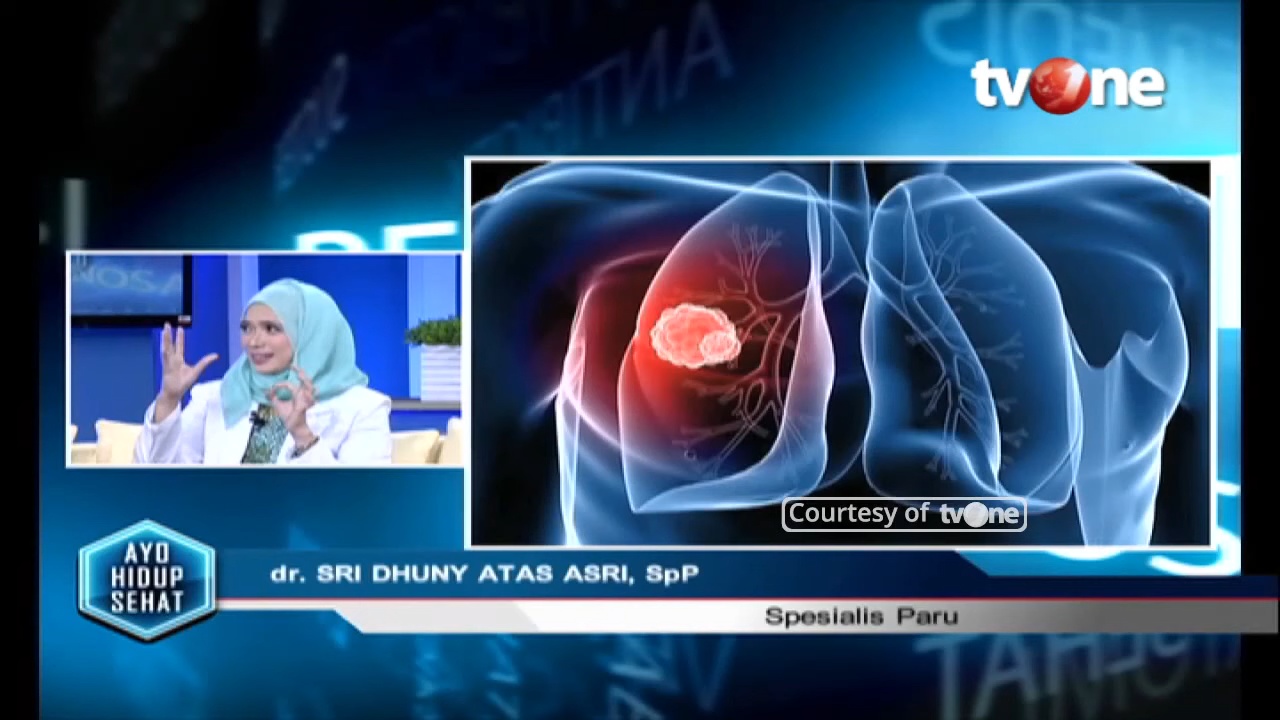 tvOne
Courtesy of tvOne
AYO
HIDUP
SEHAT
dr. SRI DHUNY ATAS ASRI, SpP
Spesialis Paru